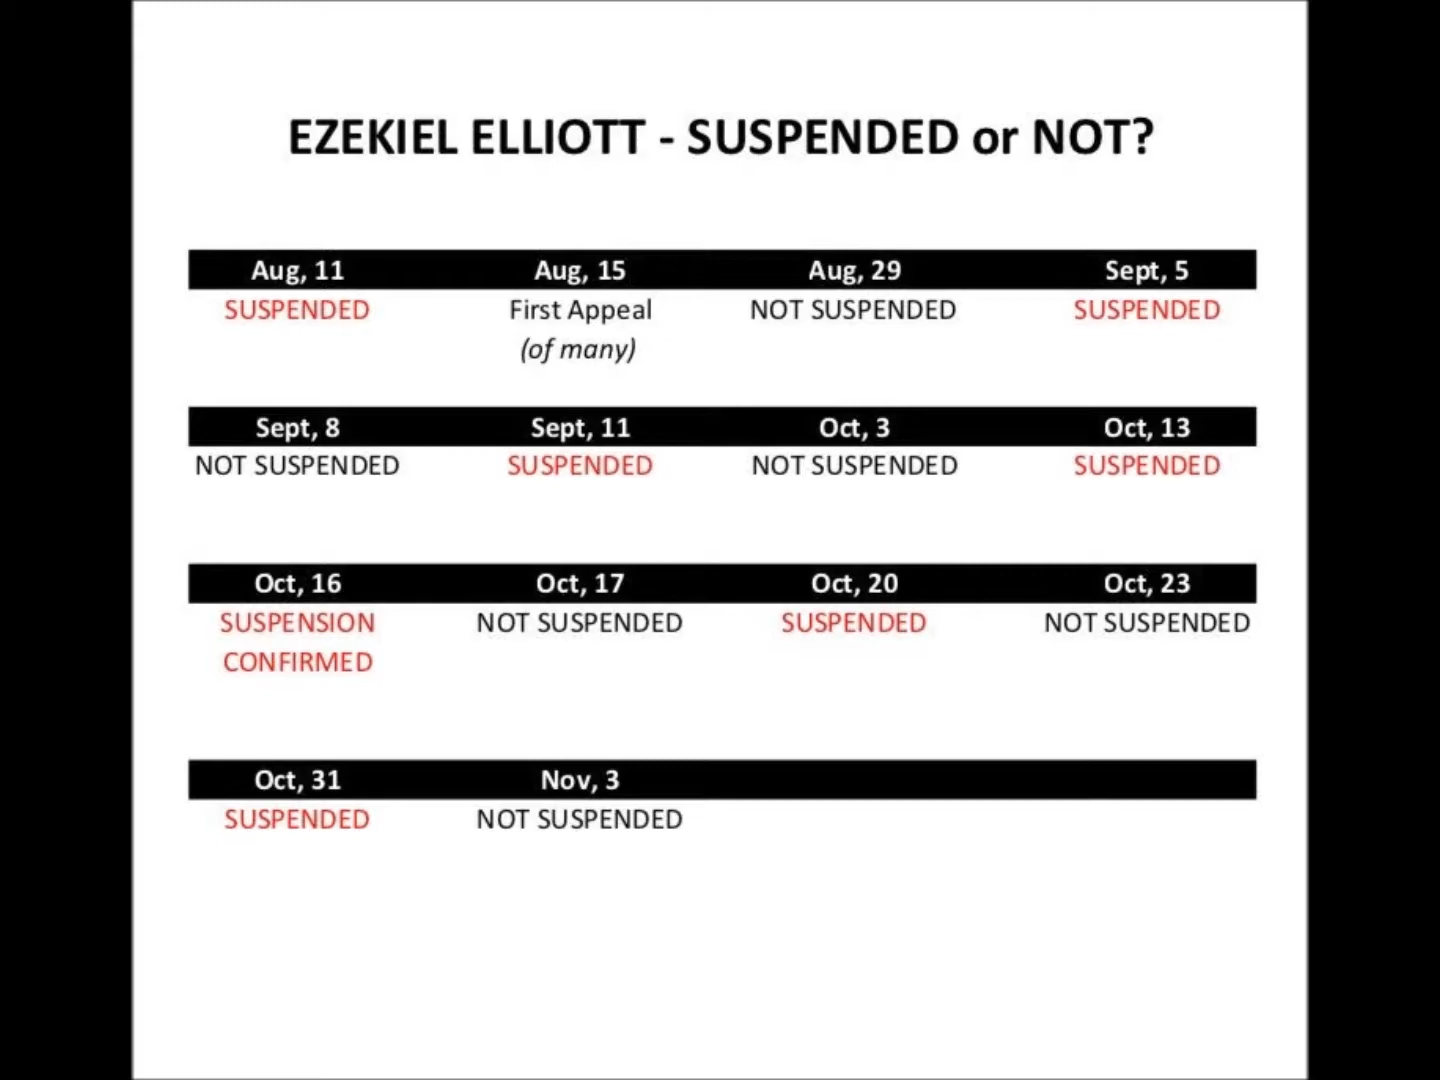 EZEKIEL ELLIOTT - SUSPENDED or NOT?
Aug, 11 Aug, 15 Aug, 29 Sept, 5
SUSPENDED First Appeal NOT SUSPENDED SUSPENDED
(of many)
Sept, 8 Sept, 11 Oct, 3 Oct, 13
NOT SUSPENDED SUSPENDED NOT SUSPENDED SUSPENDED
Oct, 16 Oct, 17 Oct, 20 Oct, 23
SUSPENSION NOT SUSPENDED SUSPENDED NOT SUSPENDED
CONFIRMED
Oct, 31 Nov, 3
SUSPENDED NOT SUSPENDED